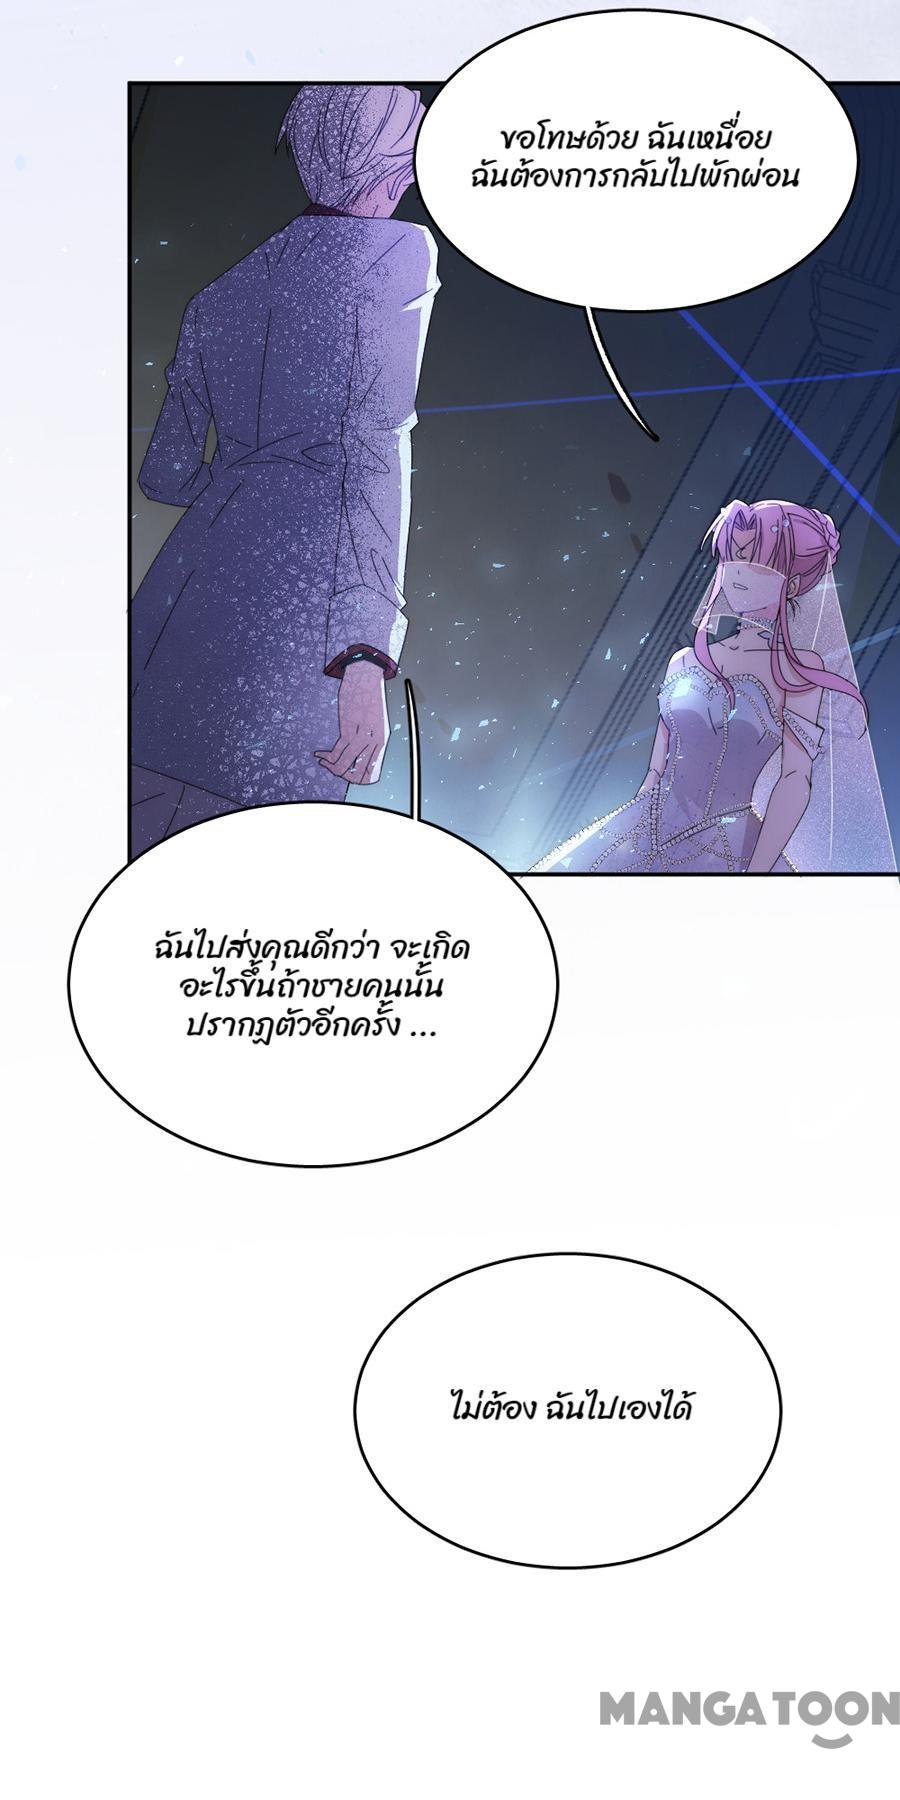 ขอโทษด้วย ฉันเหนื่อย
ฉันต้องการกลับไปพักผ่อน
ฉันไปส่งคุณดีกว่า จะเกิด
อะไรขึ้นถ้าชายคนนั้น
ปรากฏตัวอีกครั้ง ...
ไม่ต้อง ฉันไปเองได้
MANGATOON